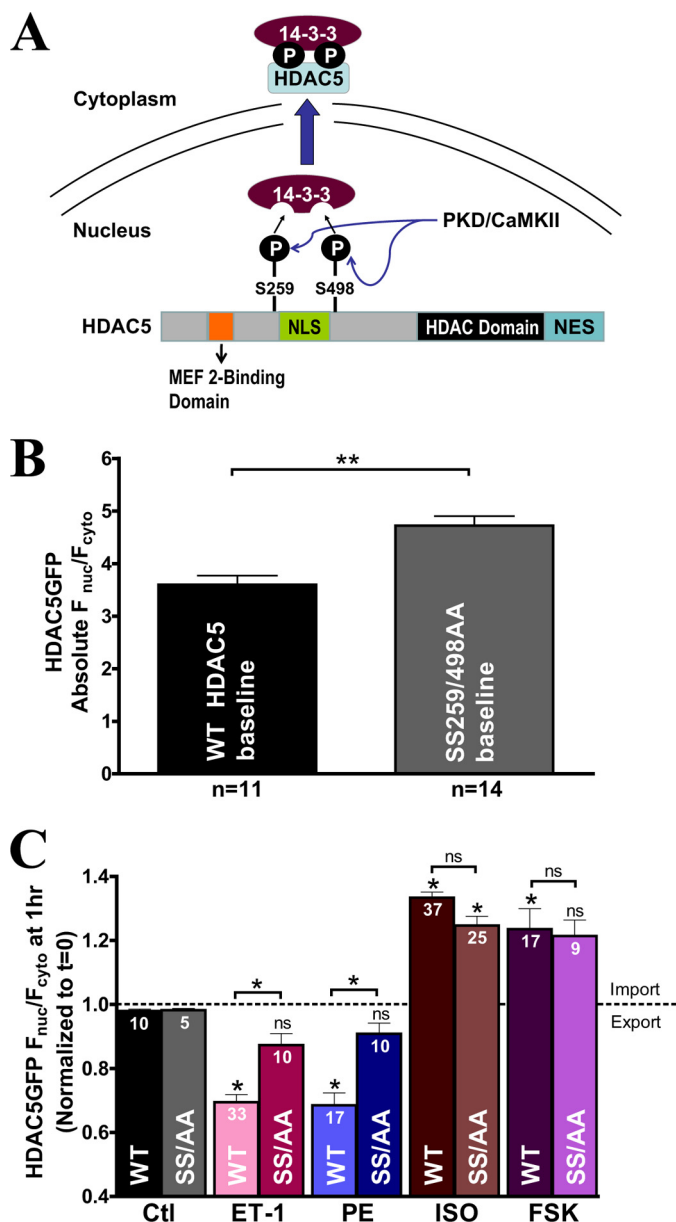 A
14-3-3
P P
HDAC5
Cytoplasm
14-3-3
Nucleus
PKD/CaMKII
P P
S259 S498
HDAC5 NLS HDAC Domain NES
MEF 2-Binding
Domain
B
HDAC5GFP
Absolute F nuc/Fcyto
6
5
4
3
2
1
0
**
WT HDAC5
baseline
SS259/498AA
baseline
n=11 n=14
C
HDAC5GFP Fnuc/Fcyto at 1hr
(Normalized to t=0)
1.4
1.2
1.0
0.8
0.6
0.4
ns ns
* * * ns
37 25 17 9
* *
Import
Export
10 5
ns ns
10 10
* *
33 17
WT SS/AA WT SS/AA WT SS/AA WT SS/AA WT SS/AA
Ctl ET-1 PE ISO FSK